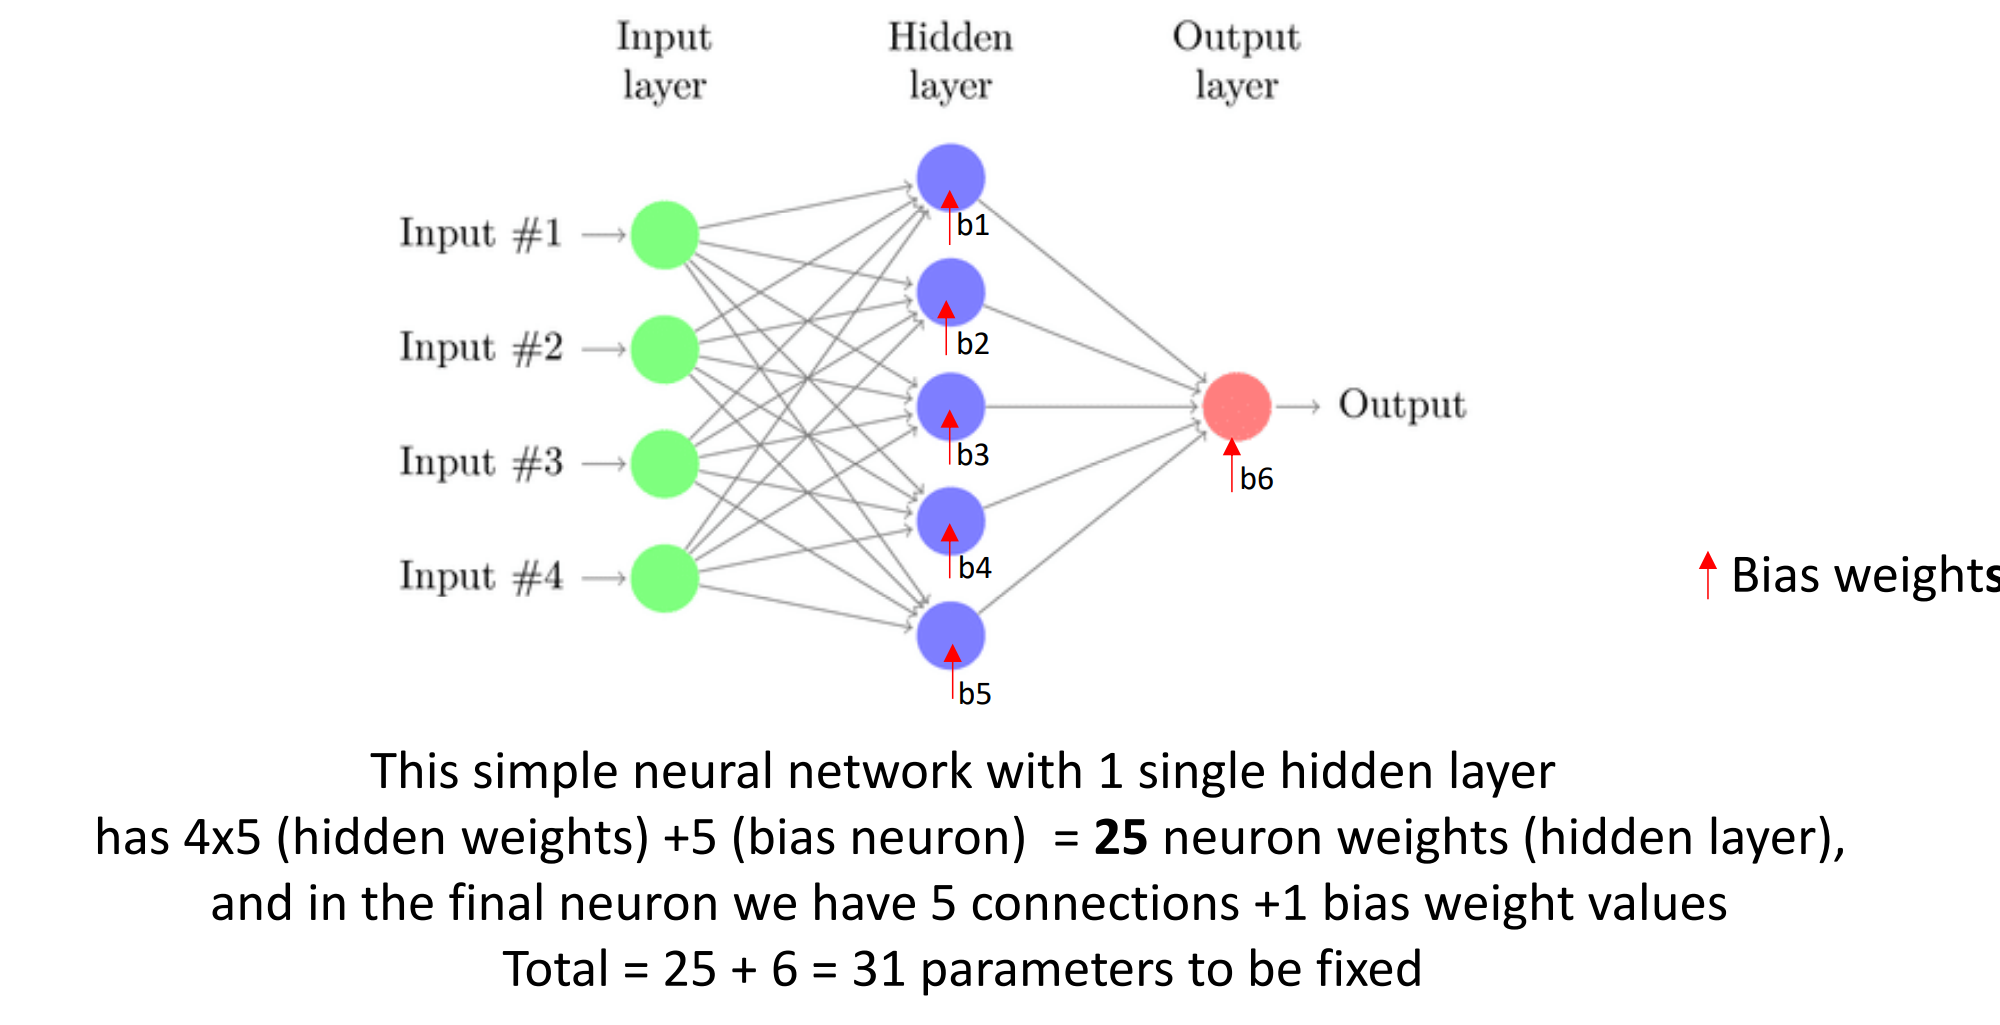 Input layer
Hidden layer
Output layer
Input #1
Input #2
Input #3
Input #4
b1
b2
b3
b4
b5
b6
Output
Bias weights
This simple neural network with 1 single hidden layer
has 4x5 (hidden weights) +5 (bias neuron)  = 25 neuron weights (hidden layer),
and in the final neuron we have 5 connections +1 bias weight values
Total = 25 + 6 = 31 parameters to be fixed